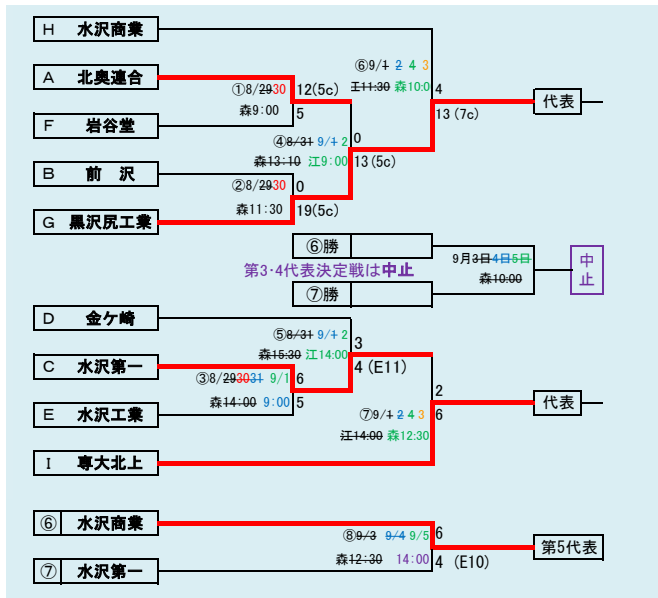 H 水沢商業
⑥9/1 2 4 3
A 北奥連合
①8/2930 12(5c) 王11:30 森10:0 4
代表
森9:00 5 13 (7c)
F 岩谷堂
④8/31 9/1 2 0
森13:10 江9:00 13(5c)
B 前 沢
②8/2930 0
森11:30 19(5c)
G 黒沢尻工業
⑥勝
9月3日4日5日 中止
第3・4代表決定戦は中止
森10:00
⑦勝
D 金ケ崎
⑤8/31 9/1 2 3
森15:30 江14:00 4 (E11)
C 水沢第一
③8/293031 9/1 6
2
代表
森14:00 9:00 5
E 水沢工業
⑦9/1 2 4 3 6
江14:00 森12:30
I 専大北上
⑥ 水沢商業
⑧9/3 9/4 9/5 6
第5代表
森12:30 14:00 4 (E10)
⑦ 水沢第一